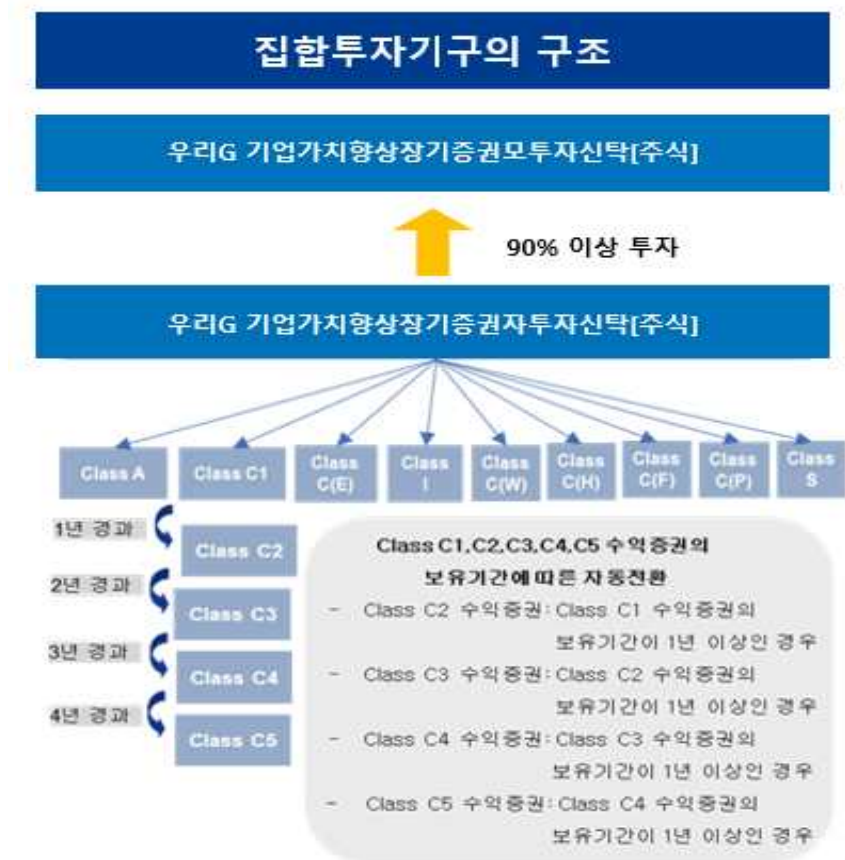 집합투자기구의 구조
우리G 기업가치향상장기증권모투자신탁[주식]
90% 이상 투자
우리G 기업가치향상장기증권자투자신탁[주식]
Class A
Class C1
Class
C(E)
Class
I
Class
C(W)
Class
C(H)
Class
C(F)
Class
C(P)
Class
S
1년 경과
Class C2
2년 경과
Class C3
3년 경과
Class C4
4년 경과
Class C5
Class C1,C2,C3,C4,C5 수익증권의
보유기간에 따른 자동전환
- Class C2 수익증권: Class C1 수익증권의
보유기간이 1년 이상인 경우
- Class C3 수익증권: Class C2 수익증권의
보유기간이 1년 이상인 경우
- Class C4 수익증권: Class C3 수익증권의
보유기간이 1년 이상인 경우
- Class C5 수익증권: Class C4 수익증권의
보유기간이 1년 이상인 경우